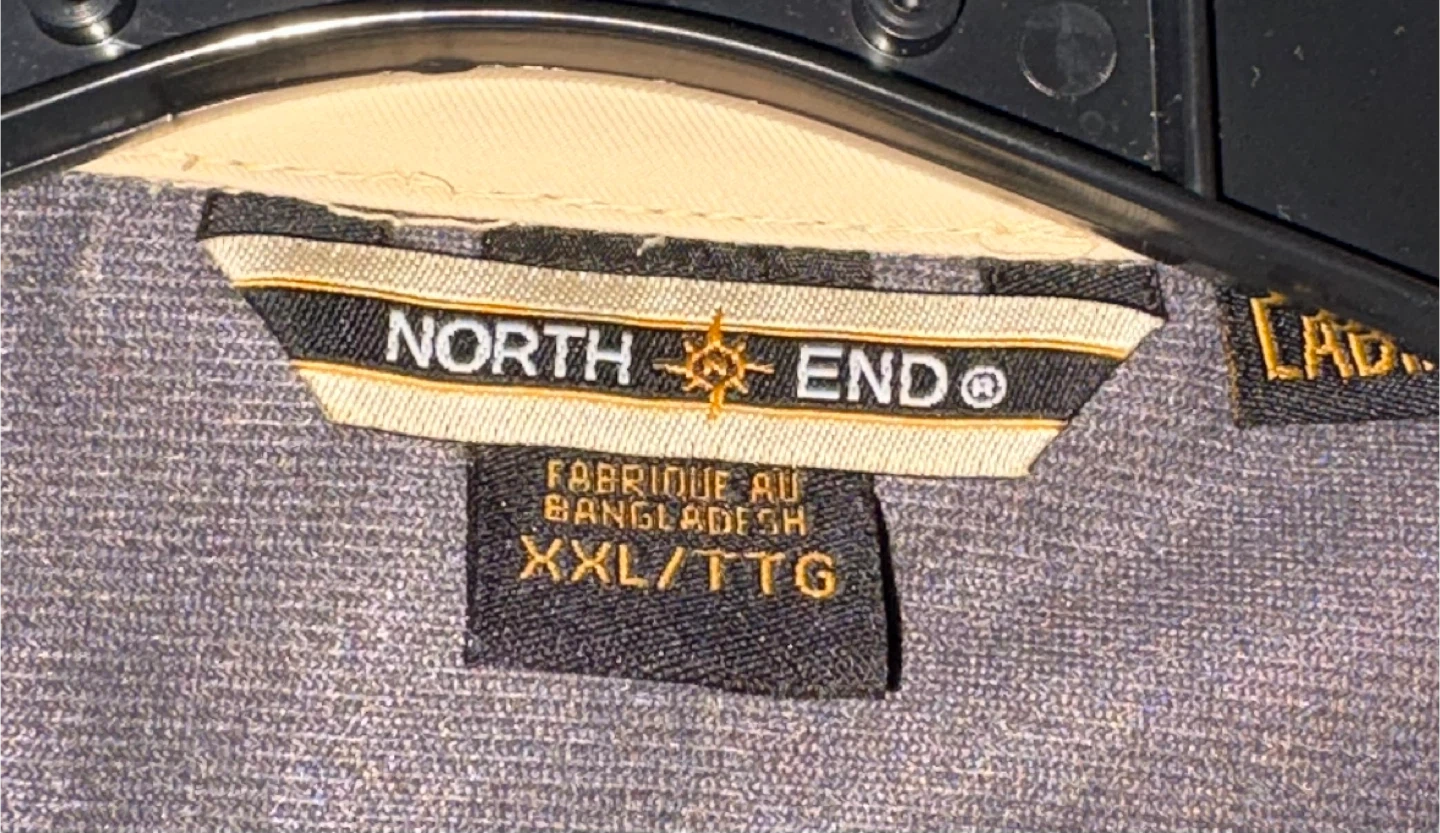 NORTH END ®
FABRIQUE AU
BANGLADESH
XXL/TTG